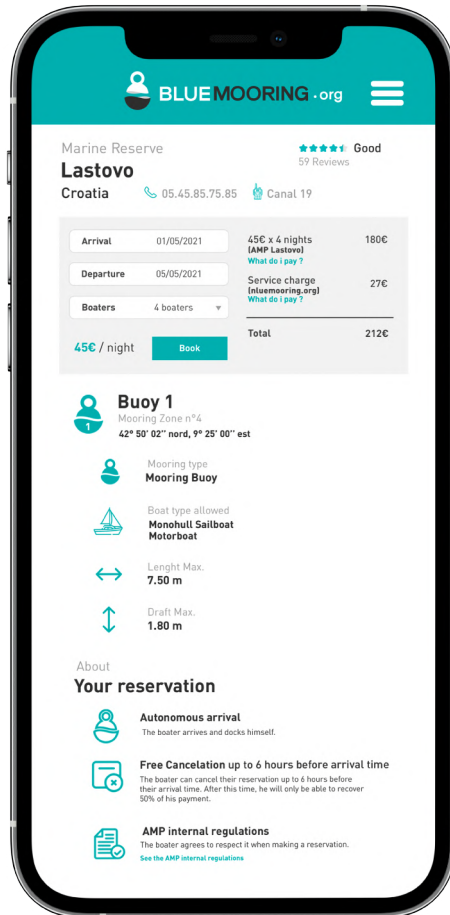 BLUEMOORING.org
Marine Reserve
Good
59 Reviews
Lastovo
Croatia
05.45.85.75.85
Canal 19
Arrival 01/05/2021
Departure 05/05/2021
Boaters 4 boaters
45€ / night
Book
45€ x 4 nights 180€
(AMP Lastovo)
What do i pay ?
Service charge 27€
(nluemooring.org)
What do i pay ?
Total 212€
1
Buoy 1
Mooring Zone n°4
42° 50' 02'' nord, 9° 25' 00'' est
Mooring type
Mooring Buoy
Boat type allowed
Monohull Sailboat
Motorboat
Lenght Max.
7.50 m
Draft Max.
1.80 m
About
Your reservation
Autonomous arrival
The boater arrives and docks himself.
Free Cancelation up to 6 hours before arrival time
The boater can cancel their reservation up to 6 hours before
their arrival time. After this time, he will only be able to recover
50% of his payment.
AMP internal regulations
The boater agrees to respect it when making a reservation.
See the AMP internal regulations